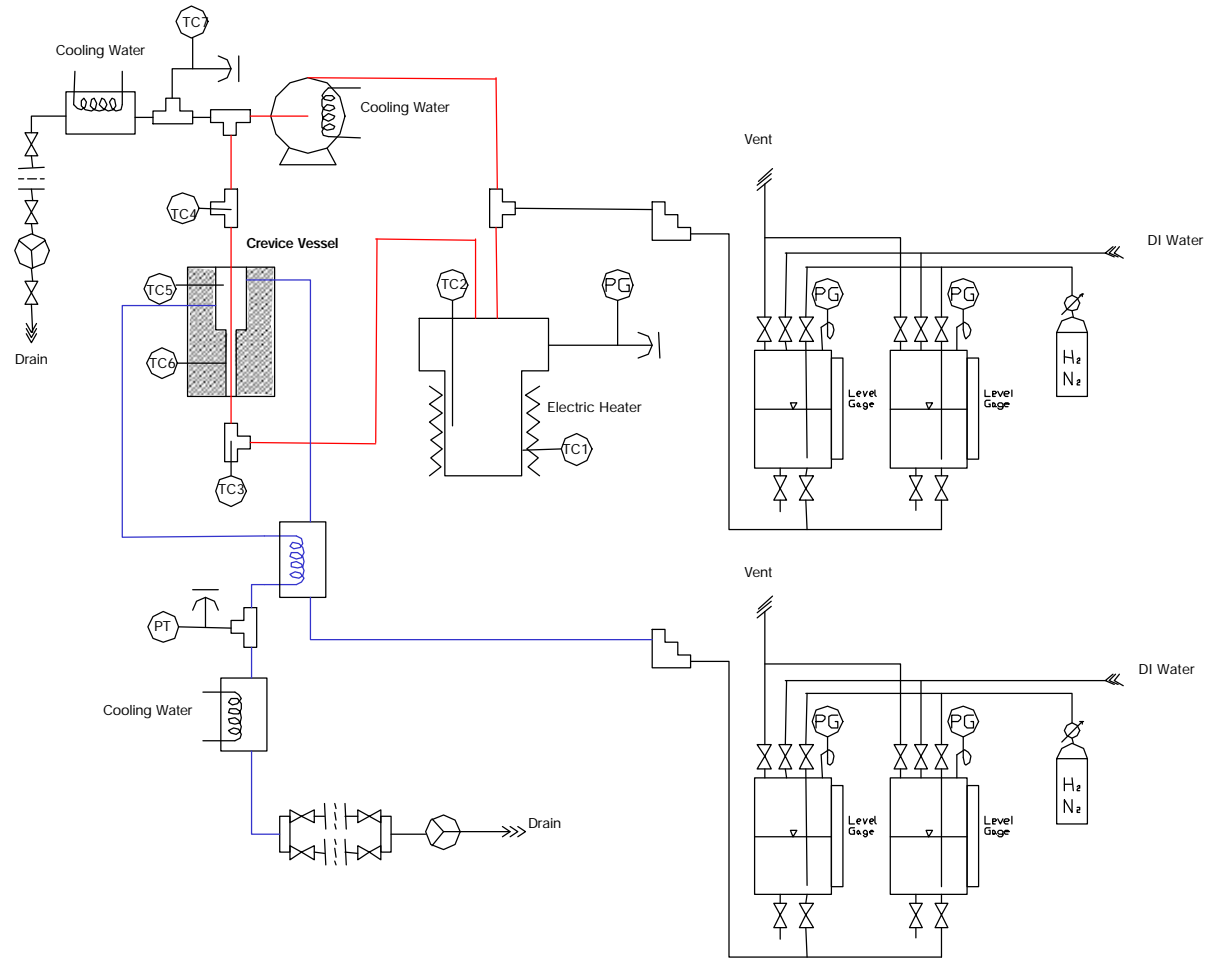 TC7
Cooling Water
Cooling Water
Vent
TC4
DI Water
Crevice Vessel
TC5
TC2
PG
PG
PG
Drain
TC6
H₂
N₂
Level
Gage
Level
Gage
Electric Heater
TC1
TC3
Vent
PT
DI Water
Cooling Water
PG
PG
H₂
N₂
Drain
Level
Gage
Level
Gage